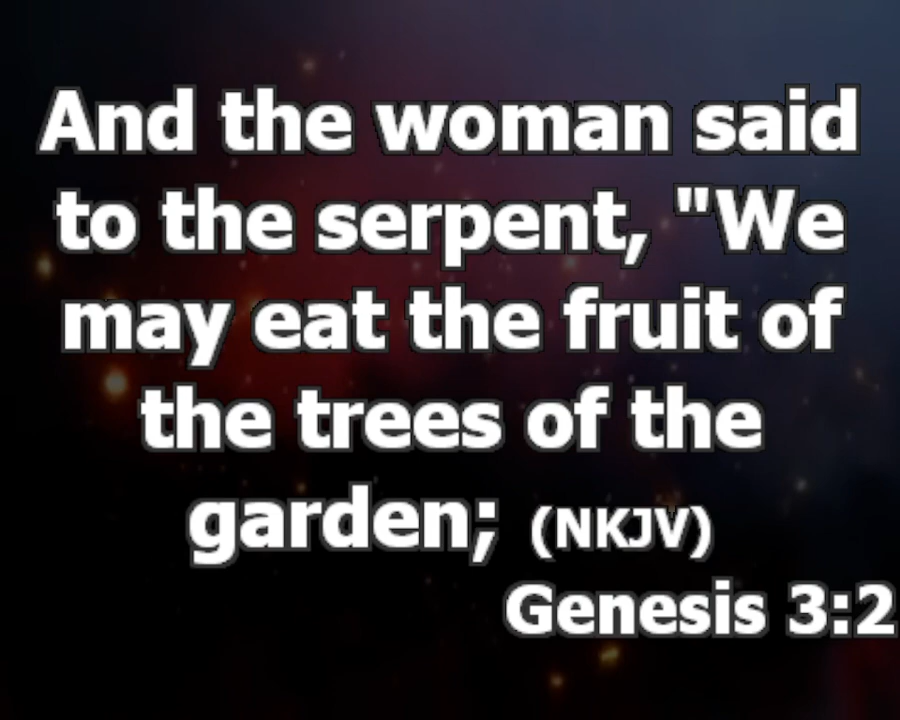 And the woman said
to the serpent, "We
may eat the fruit of
the trees of the
garden; (NKJV)
Genesis 3:2